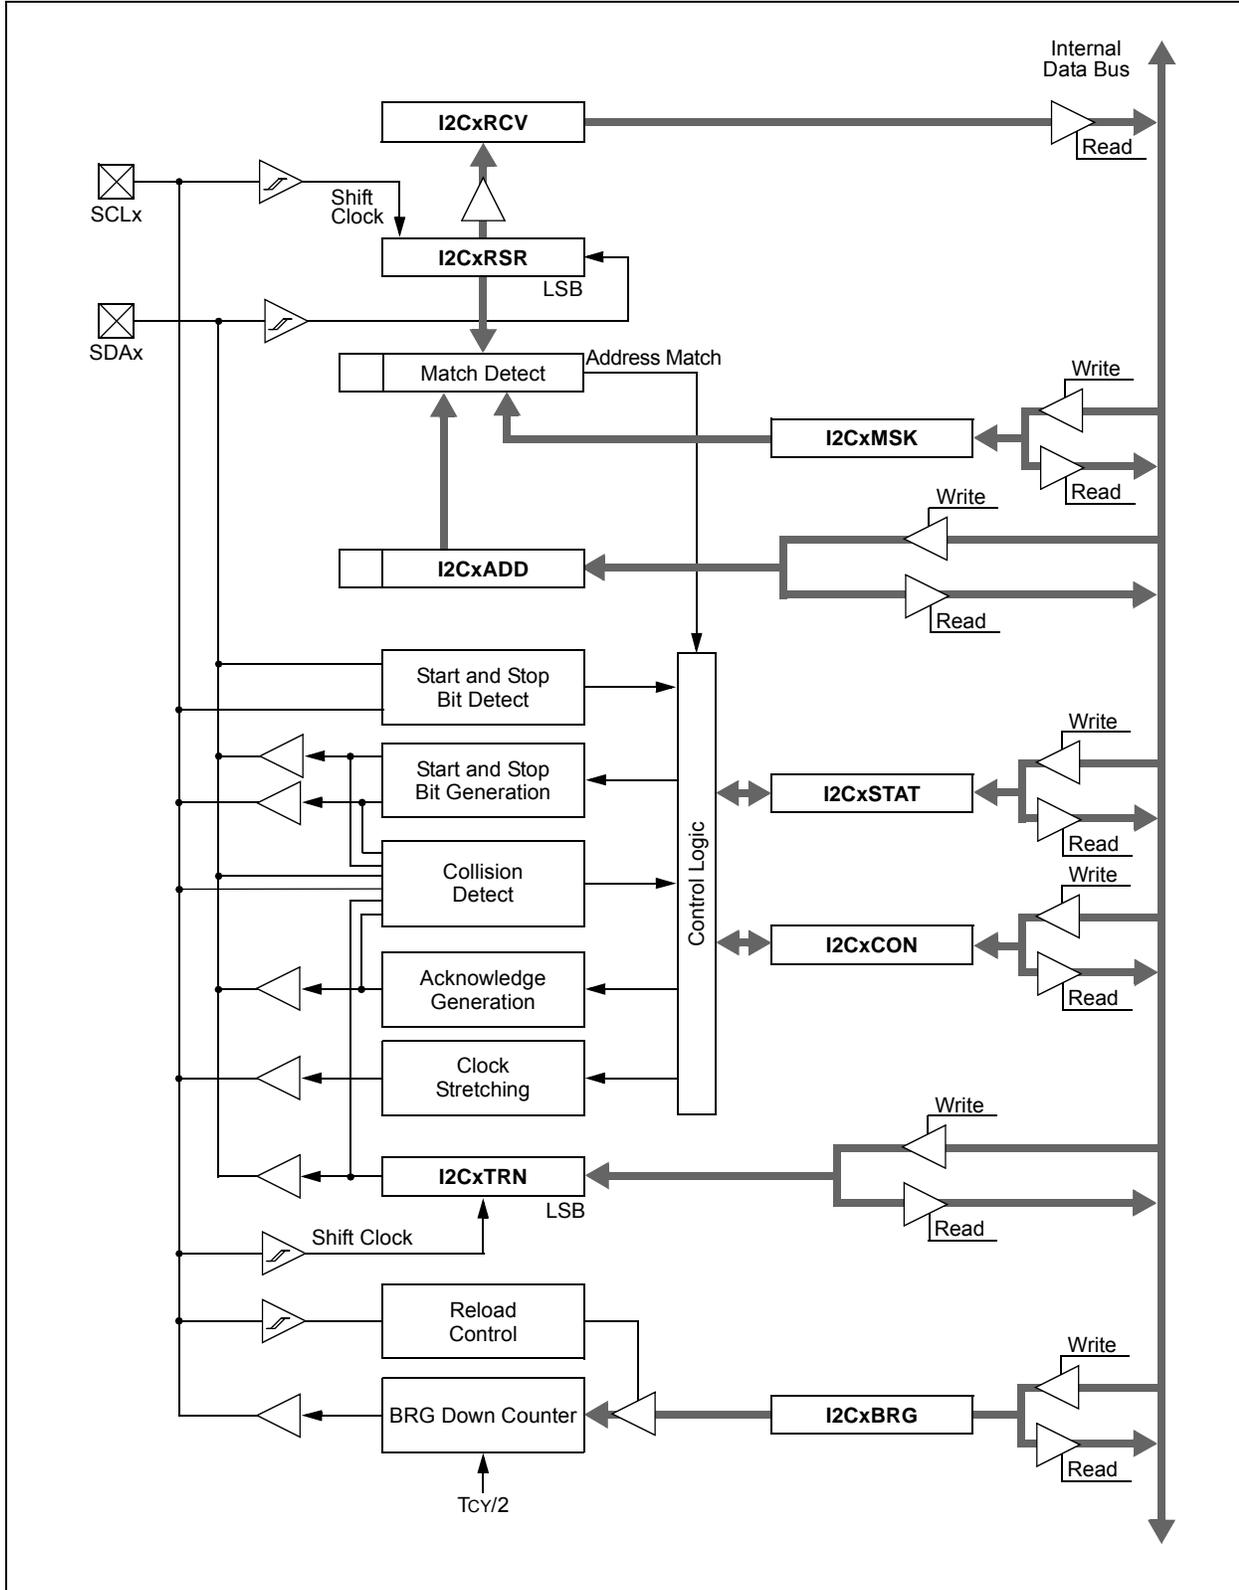 Internal
Data Bus
I2CxRCV
Read
SCLx
Shift
Clock
I2CxRSR
LSB
SDAx
Match Detect
Address Match
Write
I2CxMSK
Read
Write
I2CxADD
Read
Start and Stop
Bit Detect
Start and Stop
Bit Generation
Collision
Detect
Acknowledge
Generation
Clock
Stretching
Control Logic
Write
I2CxSTAT
Read
Write
I2CxCON
Read
Write
I2CxTRN
LSB
Read
Shift Clock
Reload
Control
Write
BRG Down Counter
I2CxBRG
Read
TCY/2